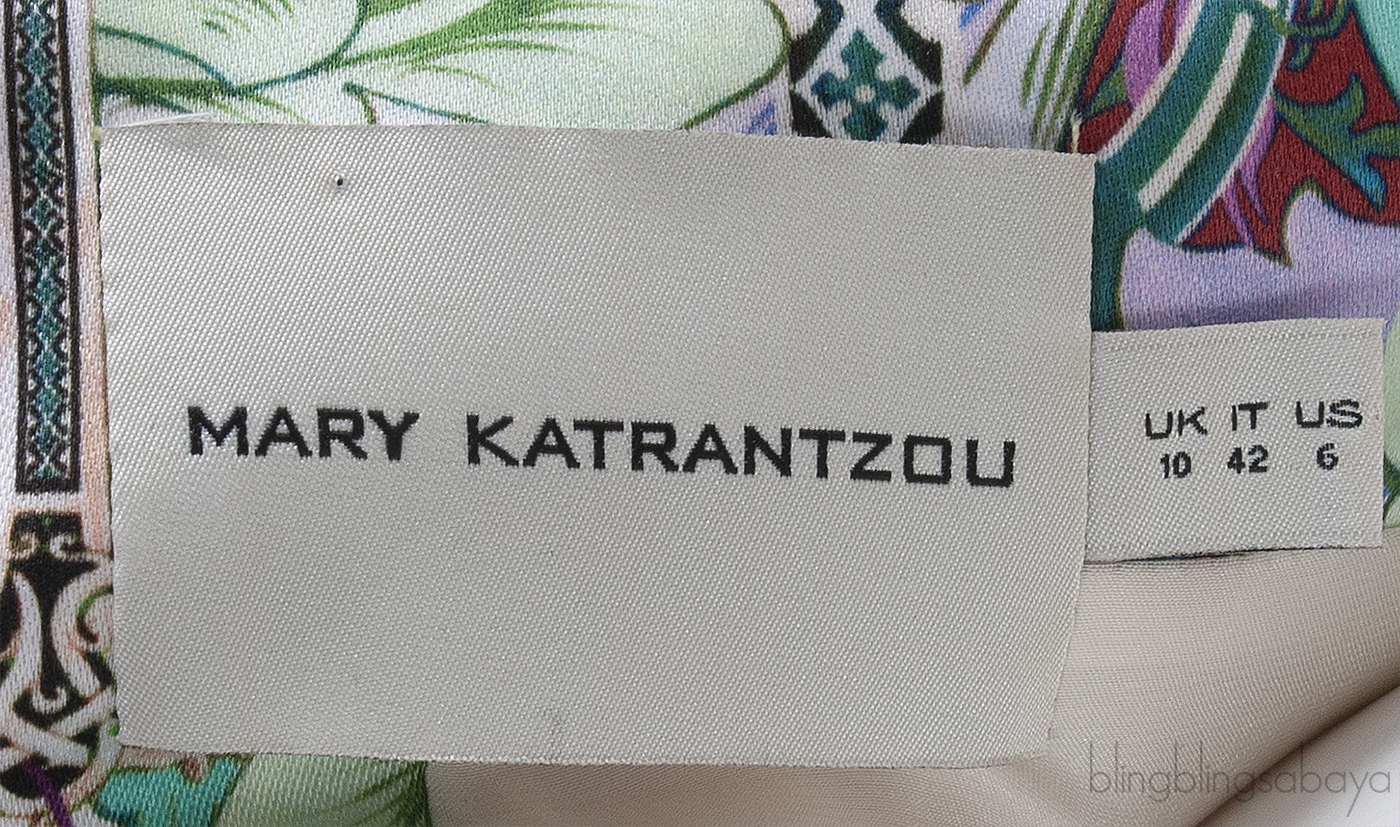 MARY KATRANTZOU
UK IT US
10 42 6
blingblingsabaya